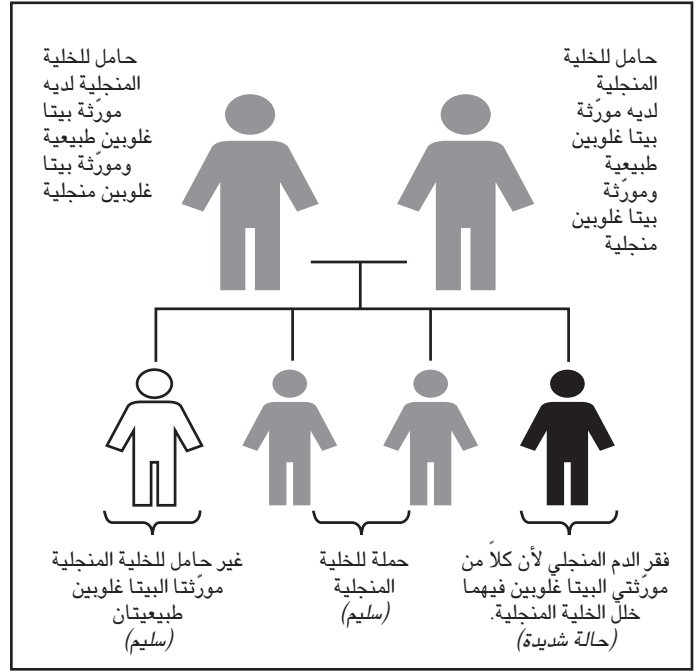 حامل للخلية
المنجلية
لديه مورّثة
بيتا غلوبين
طبيعية
ومورّثة
بيتا غلوبين
منجلية
حامل للخلية
المنجلية لديه
مورّثة بيتا
غلوبين طبيعية
ومورّثة بيتا
غلوبين منجلية
فقر الدم المنجلي لأن كلاً من
مورّثتي البيتا غلوبين فيهما
خلل الخلية المنجلية.
(حالة شديدة)
حملة للخلية
المنجلية
(سليم)
غير حامل للخلية المنجلية
مورّثتا البيتا غلوبين
طبيعيتان
(سليم)